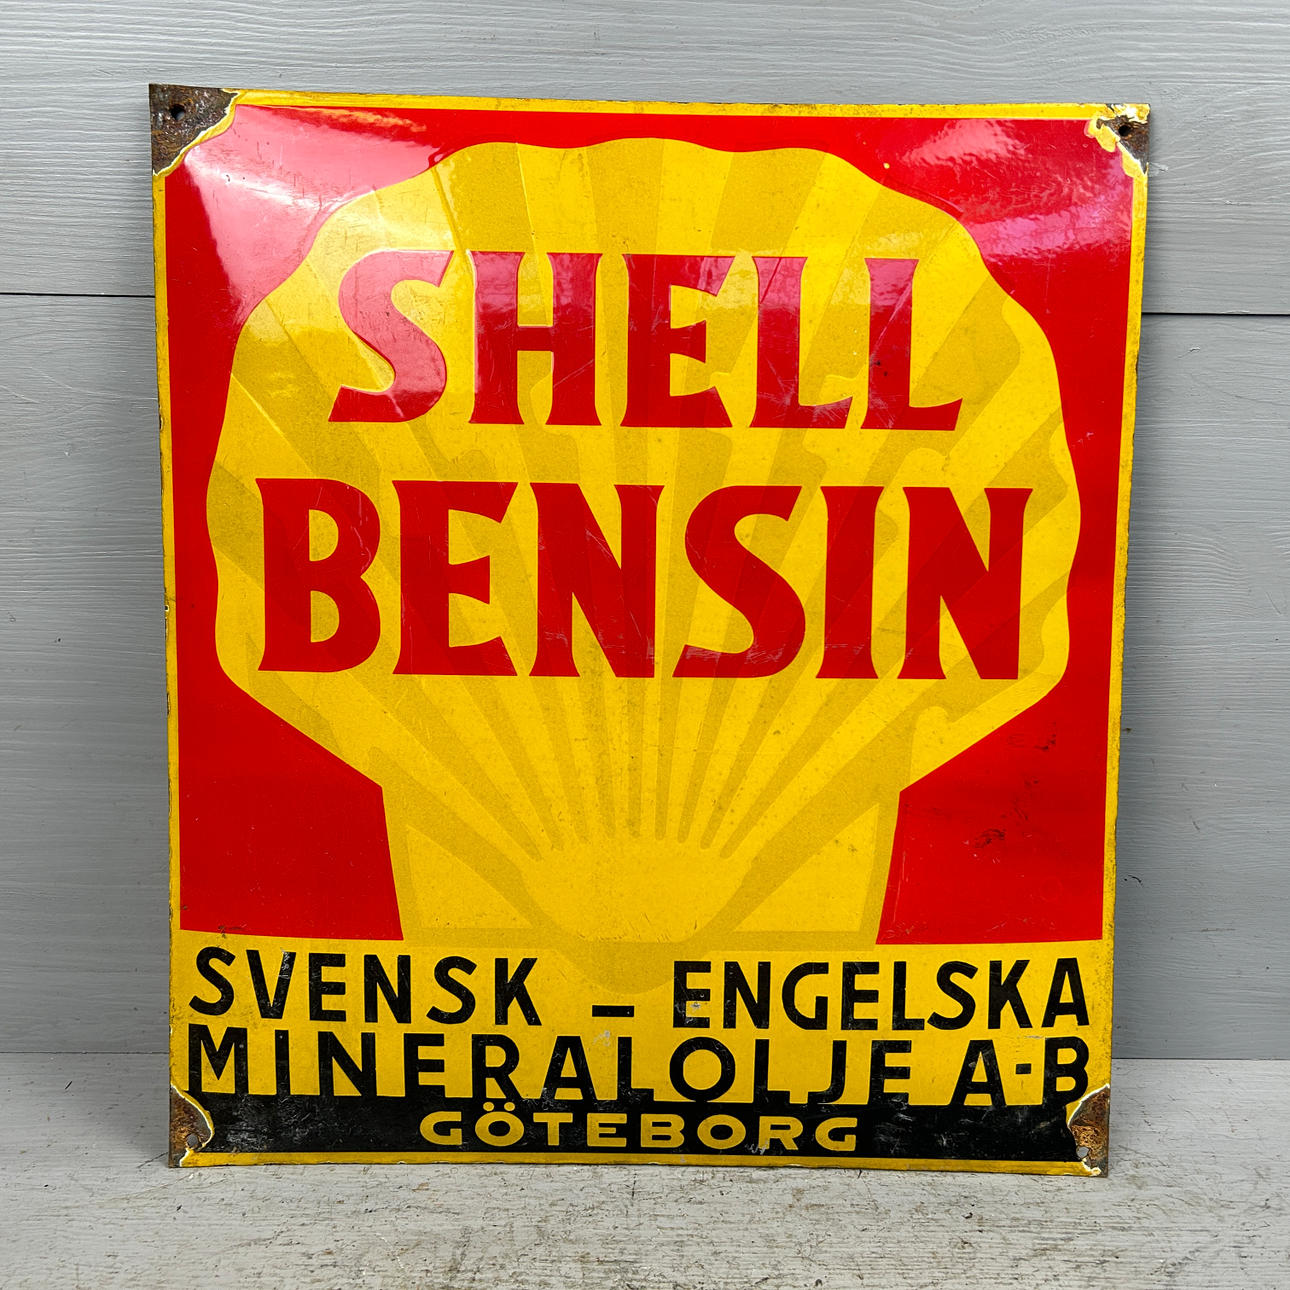 SHELL
BENSIN
SVENSK - ENGELSKA
MINERALOLJE A-B
GÖTEBORG